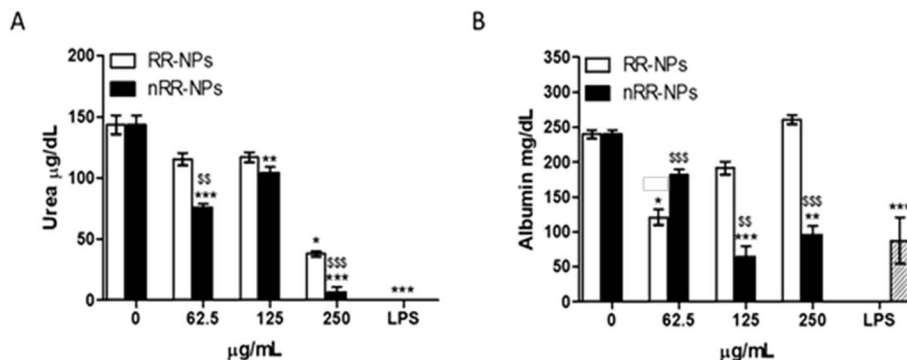 A
200
150
100
50
0
Urea µg/dL
RR-NPs
nRR-NPs
$$
***
**
*
$$$
***
***
0 62.5 125 250 LPS
µg/mL
B
350
300
250
200
150
100
50
0
Albumin mg/dL
RR-NPs
nRR-NPs
*
$$$
$$
***
$$$
**
***
0 62.5 125 250 LPS
µg/mL